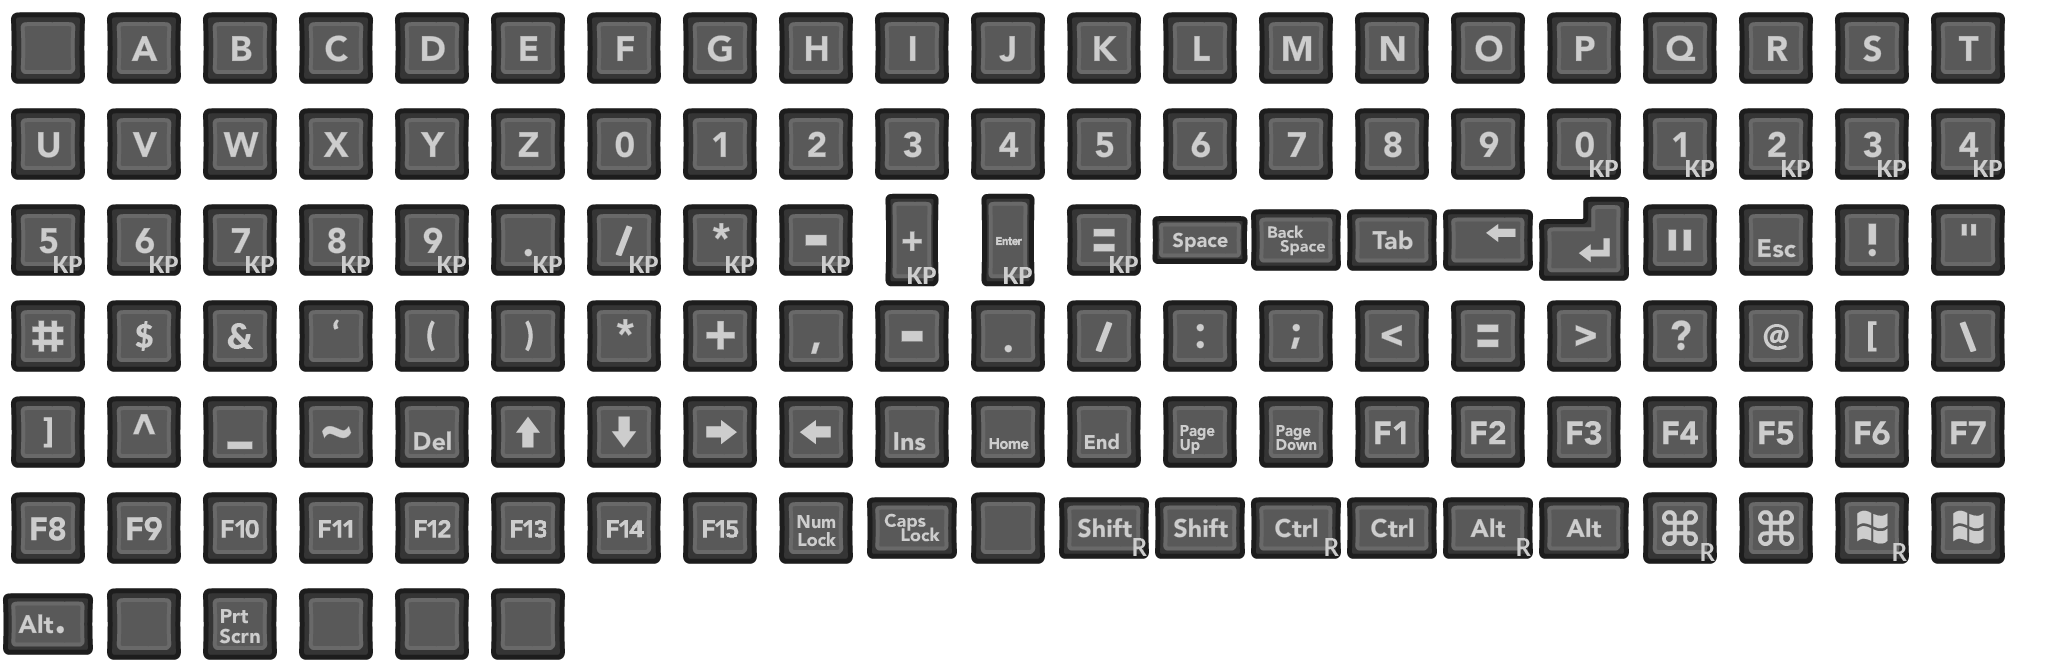 A B C D E F G H I J K L M N O P Q R S T
U V W X Y Z 0 1 2 3 4 5 6 7 8 9 0 KP 1 KP 2 KP 3 KP 4 KP
5 KP 6 KP 7 KP 8 KP 9 KP . KP / KP * KP - KP + KP Enter KP = KP Space Back Space Tab ← ↵ " Esc ! "
# $ & ‘ ( ) * + , - . / : ; < = > ? @ [ \
] ^ _ ~ Del ↑ ↓ → ← Ins Home End Page Up Page Down F1 F2 F3 F4 F5 F6 F7
F8 F9 F10 F11 F12 F13 F14 F15 Num Lock Caps Lock Shift R Shift Ctrl R Ctrl Alt R Alt ⌘ R ⌘ R
Alt. Prt Scrn